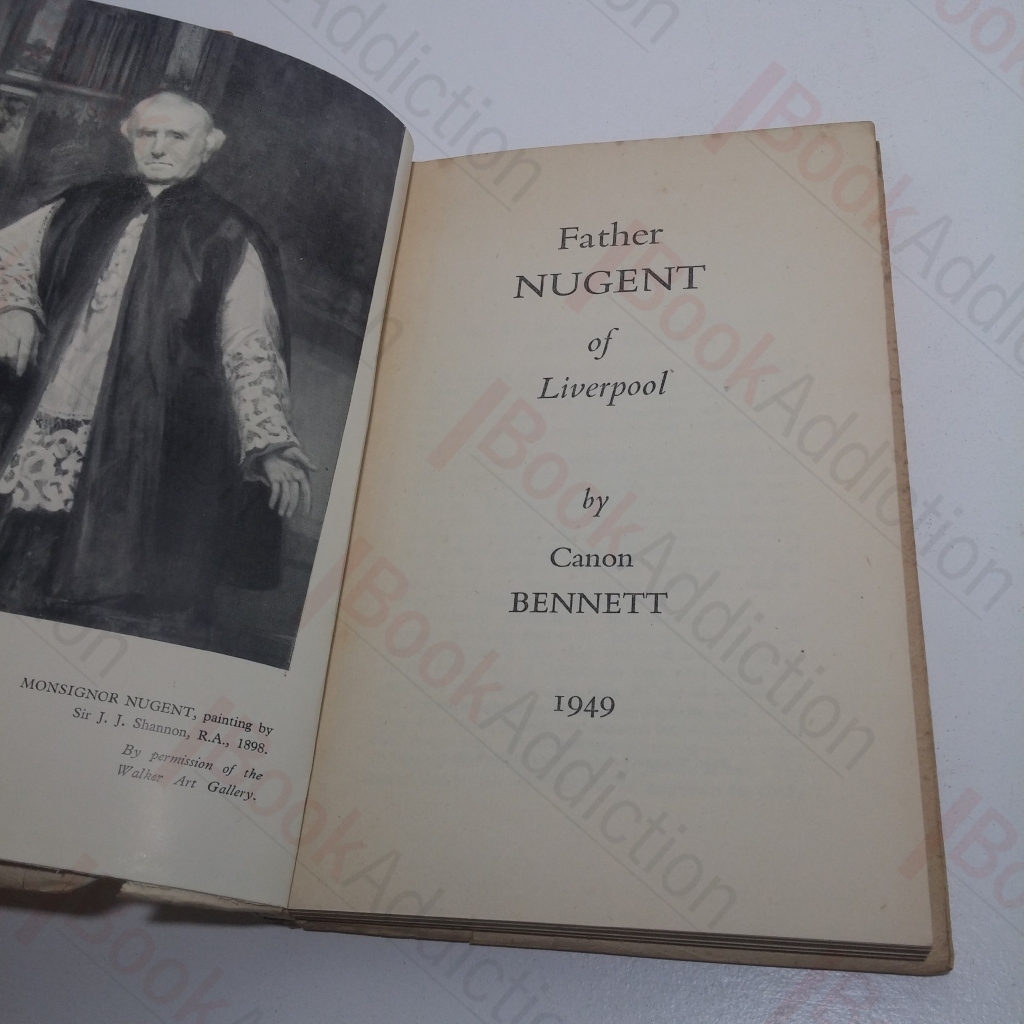 MONSIGNOR NUGENT, painting by
Sir J. J. Shannon, R.A., 1898.
By permission of the
Walker Art Gallery.
Father
NUGENT
of
Liverpool
by
Canon
BENNETT
1949
BookAddiction